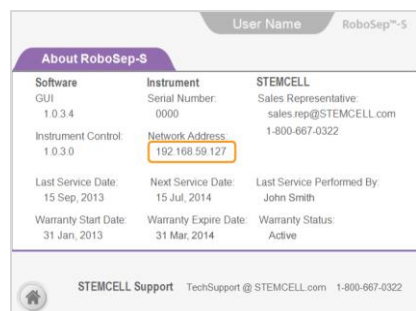 User Name
RoboSep™-S
About RoboSep-S
Software
GUI
1.0.3.4
Instrument Control:
1.0.3.0
Instrument
Serial Number:
0000
Network Address:
192.168.59.127
STEMCELL
Sales Representative:
sales.rep@STEMCELL.com
1-800-667-0322
Last Service Date:
15 Sep, 2013
Next Service Date:
15 Jul, 2014
Last Service Performed By:
John Smith
Warranty Start Date:
31 Jan, 2013
Warranty Expire Date:
31 Mar, 2014
Warranty Status:
Active
STEMCELL Support TechSupport @ STEMCELL.com 1-800-667-0322